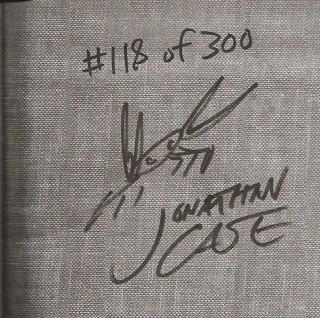 #118 of 300
JONATHAN
CASE